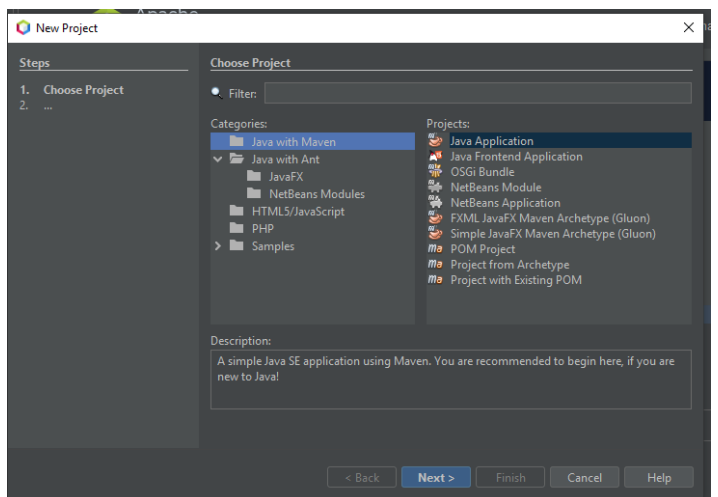 Apache
New Project
Steps
1. Choose Project
2. ...
Choose Project
Filter:
Categories:
Java with Maven
Java with Ant
JavaFX
NetBeans Modules
HTML5/JavaScript
PHP
Samples
Projects:
Java Application
Java Frontend Application
OSGi Bundle
NetBeans Module
NetBeans Application
FXML JavaFX Maven Archetype (Gluon)
Simple JavaFX Maven Archetype (Gluon)
POM Project
Project from Archetype
Project with Existing POM
Description:
A simple Java SE application using Maven. You are recommended to begin here, if you are
new to Java!
< Back
Next >
Finish
Cancel
Help